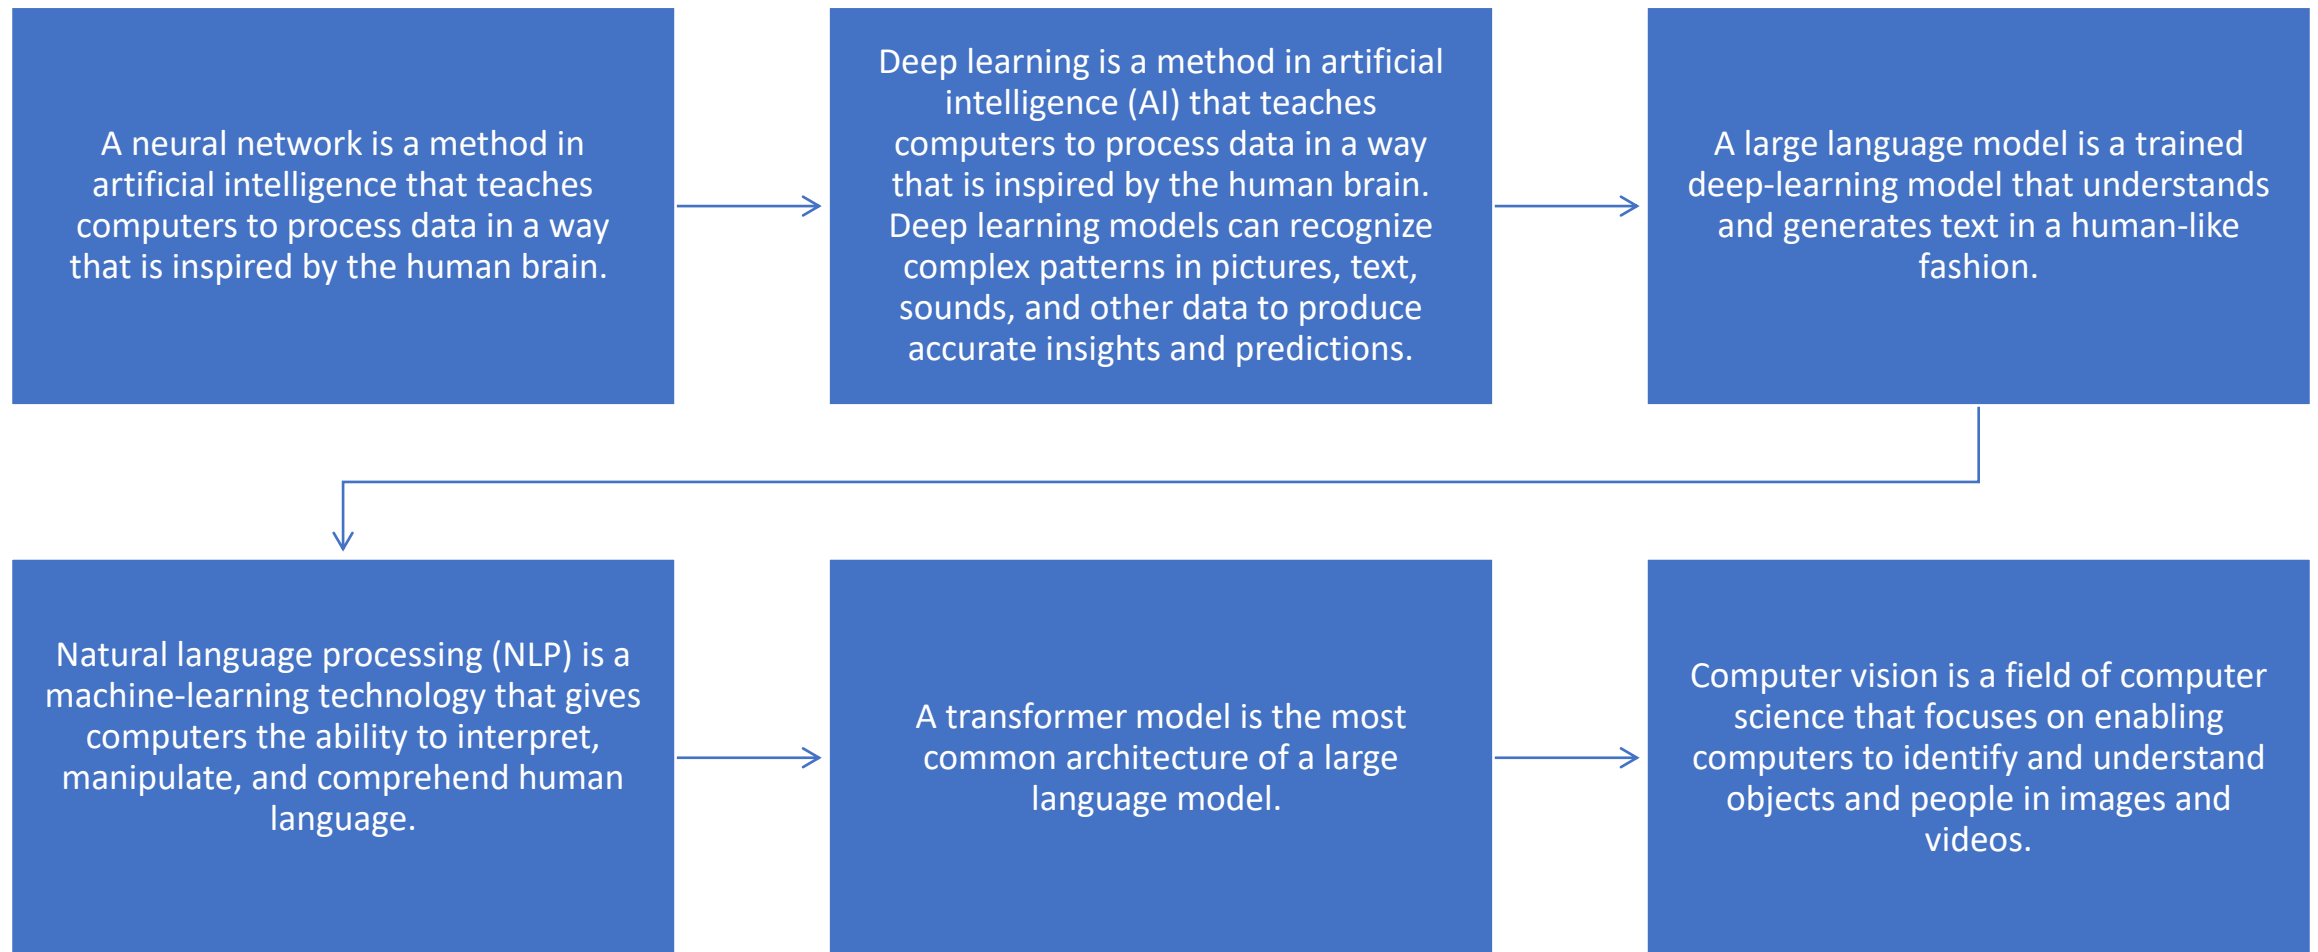 A neural network is a method in
artificial intelligence that teaches
computers to process data in a way
that is inspired by the human brain.
Deep learning is a method in artificial
intelligence (AI) that teaches
computers to process data in a way
that is inspired by the human brain.
Deep learning models can recognize
complex patterns in pictures, text,
sounds, and other data to produce
accurate insights and predictions.
A large language model is a trained
deep-learning model that understands
and generates text in a human-like
fashion.
Natural language processing (NLP) is a
machine-learning technology that gives
computers the ability to interpret,
manipulate, and comprehend human
language.
A transformer model is the most
common architecture of a large
language model.
Computer vision is a field of computer
science that focuses on enabling
computers to identify and understand
objects and people in images and
videos.